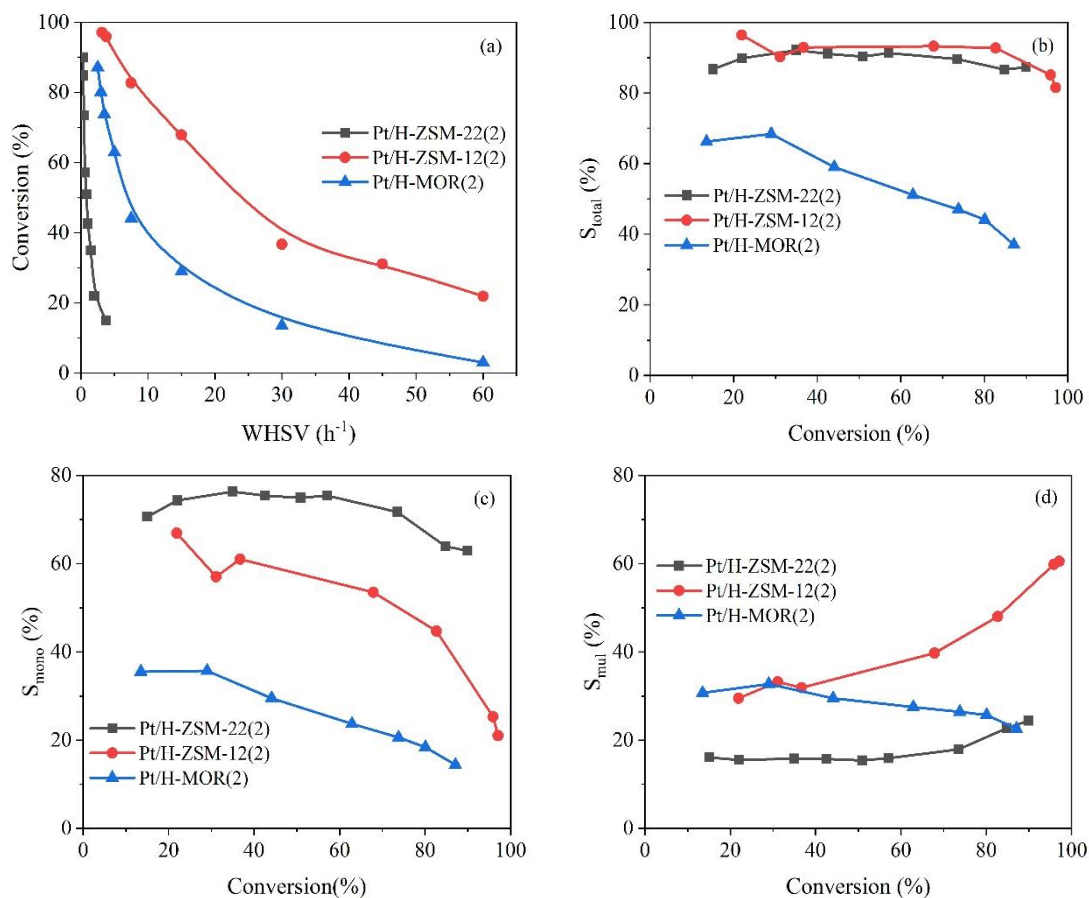 (a)
Conversion (%)
100
80
60
40
20
0
Pt/H-ZSM-22(2)
Pt/H-ZSM-12(2)
Pt/H-MOR(2)
0 10 20 30 40 50 60
WHSV (h⁻¹)
(b)
S_total (%)
100
80
60
40
20
0
Pt/H-ZSM-22(2)
Pt/H-ZSM-12(2)
Pt/H-MOR(2)
0 20 40 60 80 100
Conversion (%)
(c)
S_mono (%)
80
60
40
20
0
Pt/H-ZSM-22(2)
Pt/H-ZSM-12(2)
Pt/H-MOR(2)
0 20 40 60 80 100
Conversion(%)
(d)
S_mul (%)
80
60
40
20
0
Pt/H-ZSM-22(2)
Pt/H-ZSM-12(2)
Pt/H-MOR(2)
0 20 40 60 80 100
Conversion (%)